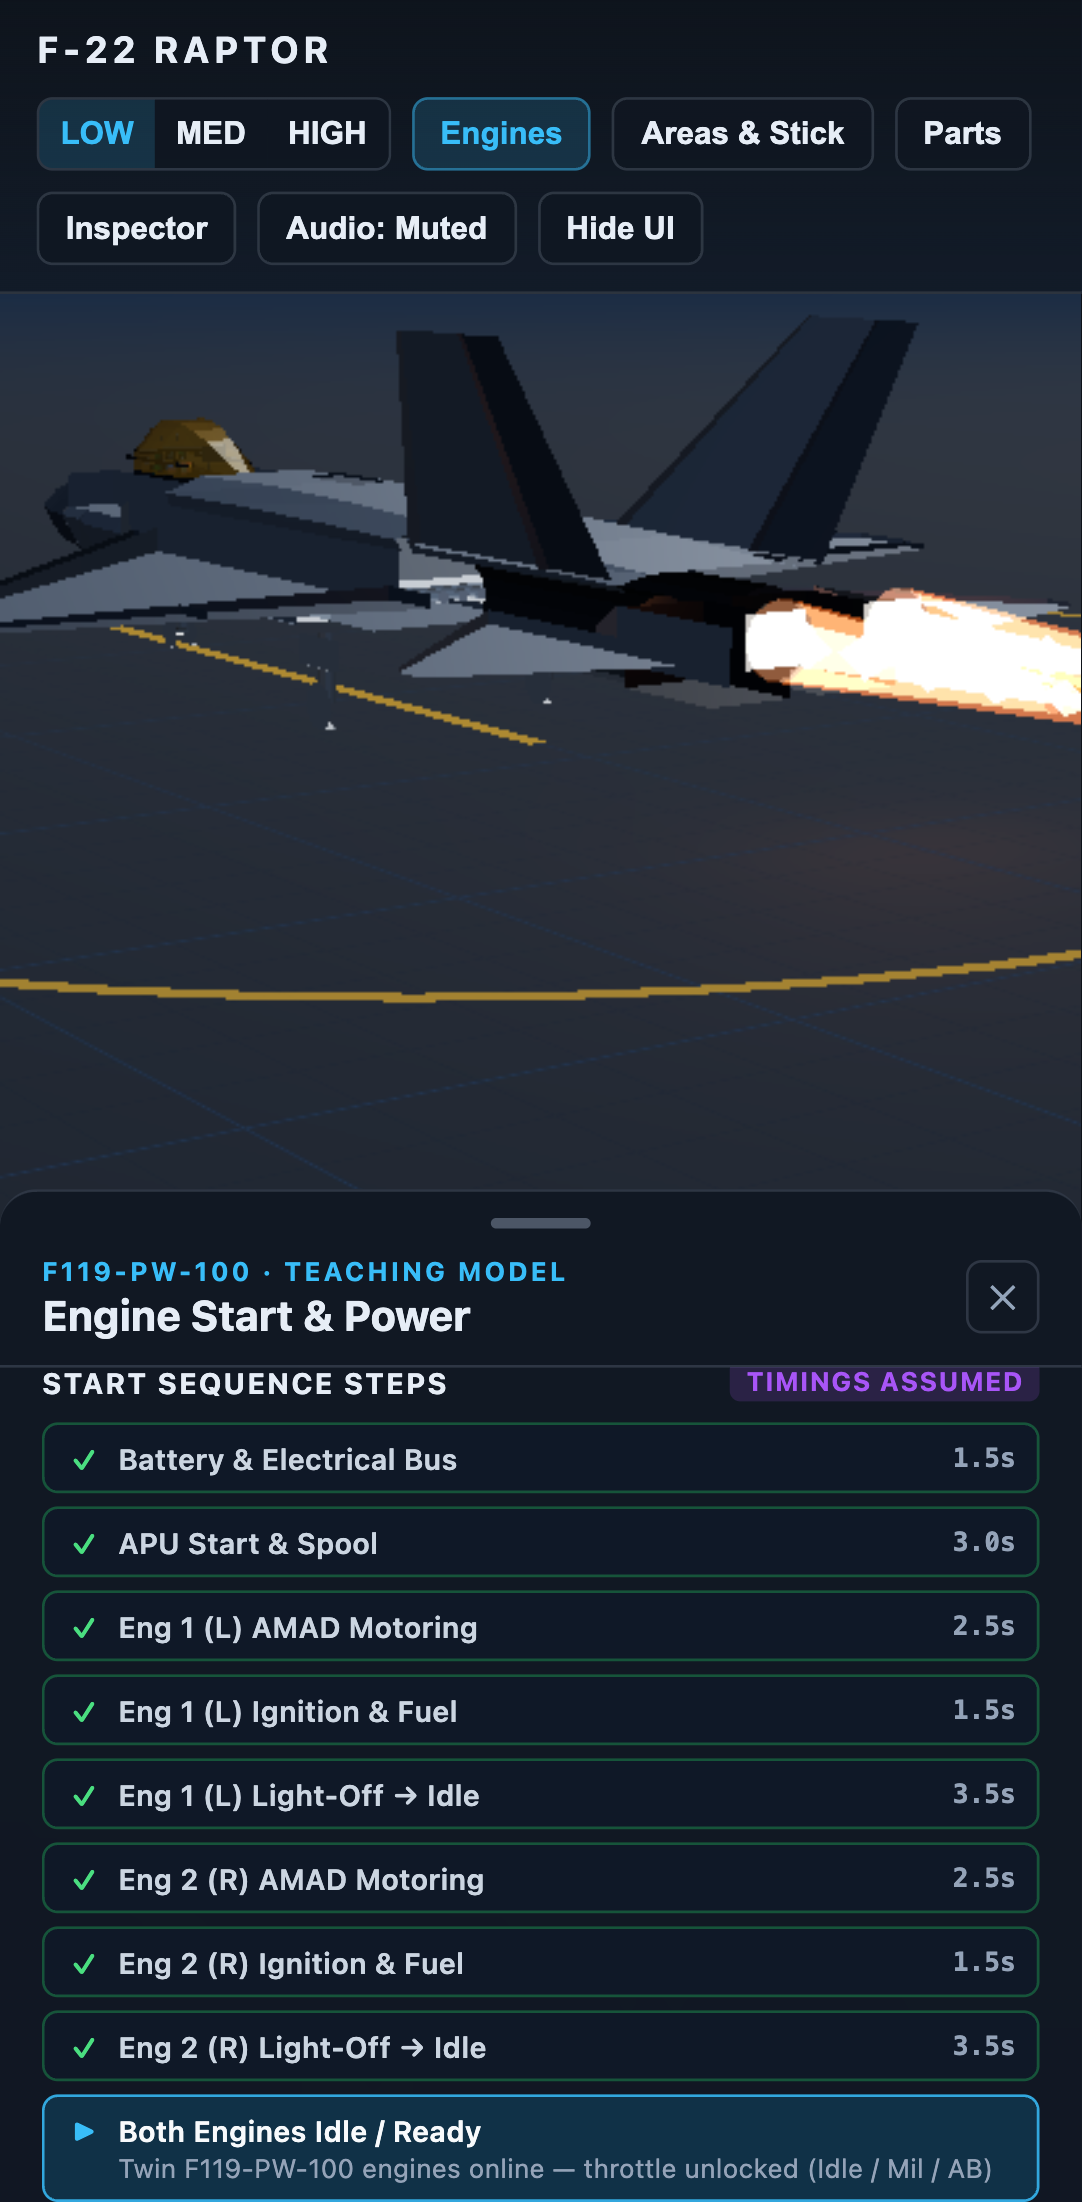 F-22 RAPTOR
LOW MED HIGH Engines Areas & Stick Parts
Inspector Audio: Muted Hide UI
F119-PW-100 · TEACHING MODEL
Engine Start & Power
START SEQUENCE STEPS TIMINGS ASSUMED
Battery & Electrical Bus 1.5s
APU Start & Spool 3.0s
Eng 1 (L) AMAD Motoring 2.5s
Eng 1 (L) Ignition & Fuel 1.5s
Eng 1 (L) Light-Off → Idle 3.5s
Eng 2 (R) AMAD Motoring 2.5s
Eng 2 (R) Ignition & Fuel 1.5s
Eng 2 (R) Light-Off → Idle 3.5s
Both Engines Idle / Ready
Twin F119-PW-100 engines online — throttle unlocked (Idle / Mil / AB)